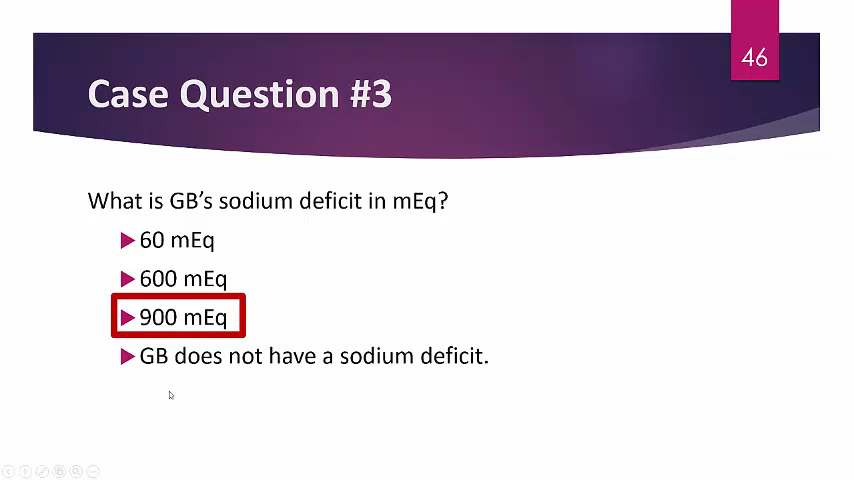 46
Case Question #3
What is GB’s sodium deficit in mEq?
60 mEq
600 mEq
900 mEq
GB does not have a sodium deficit.